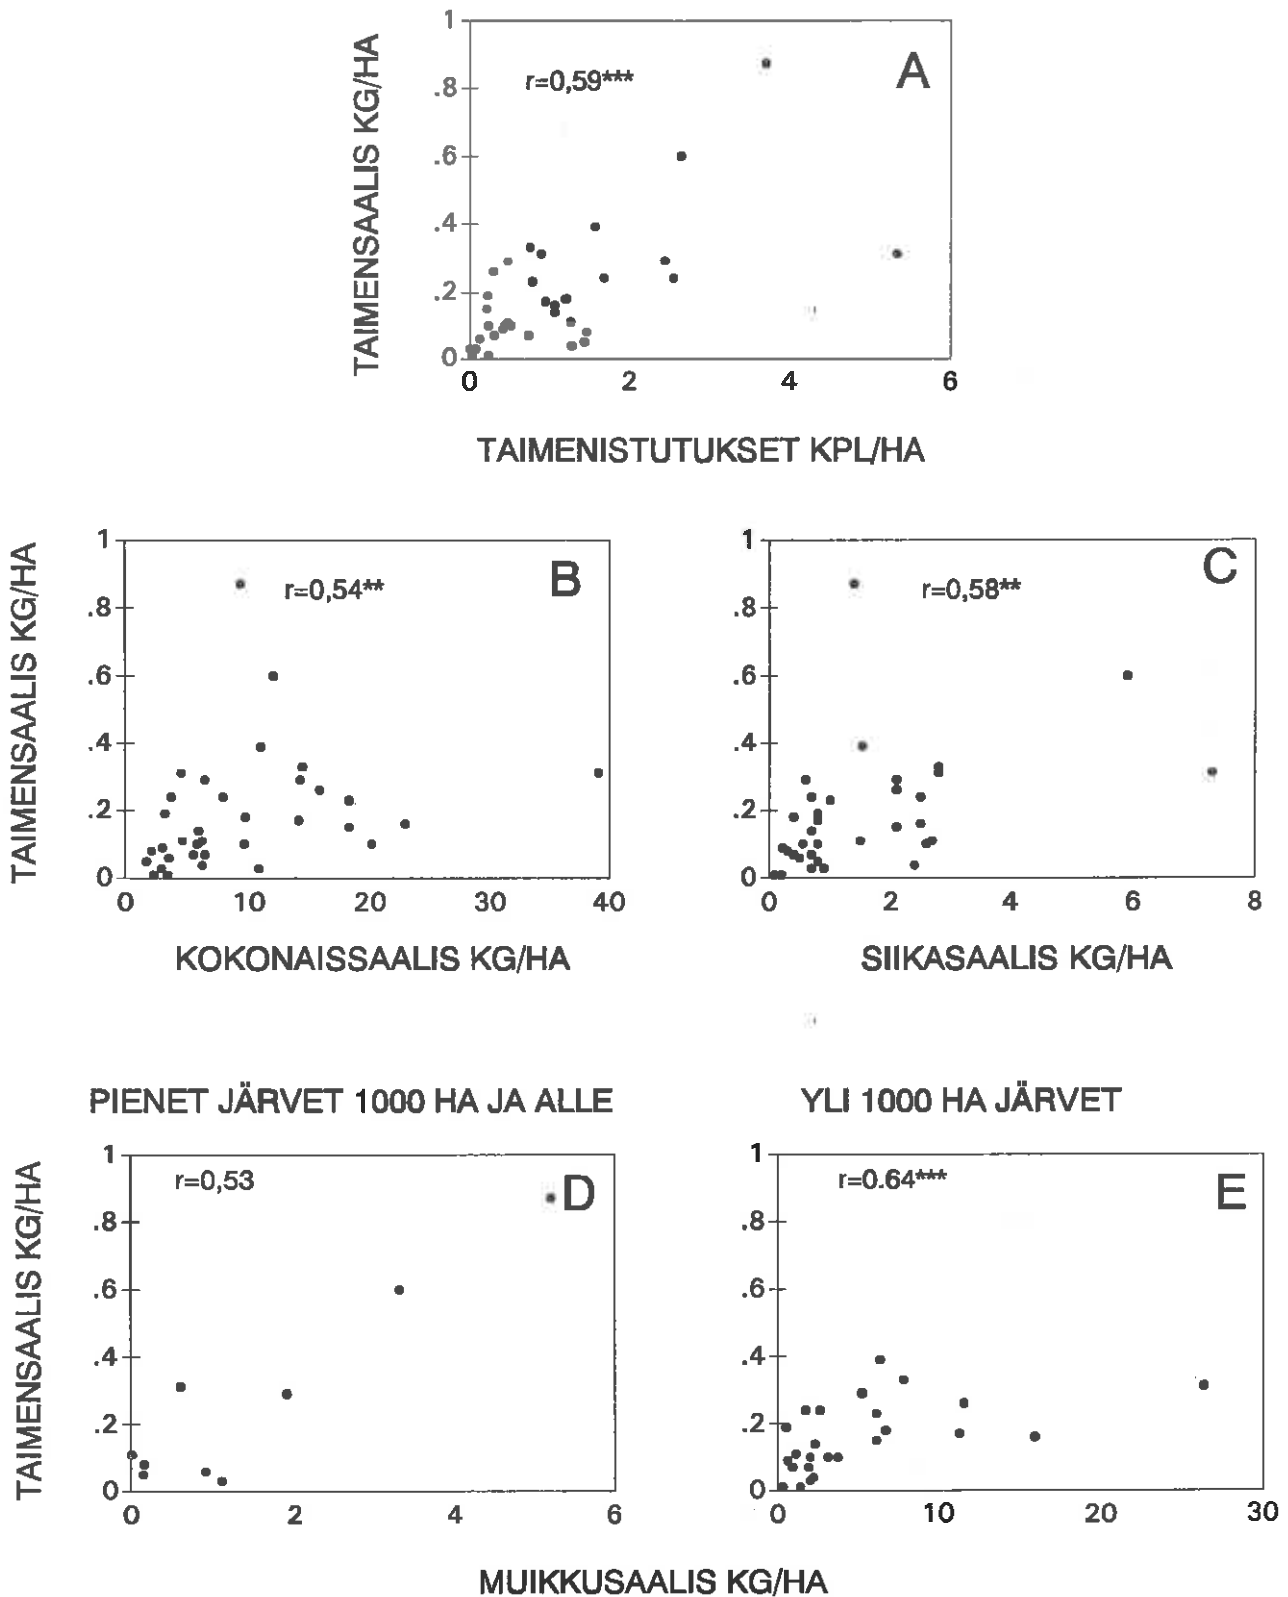 TAIMENSAALIS KG/HA
1
.8
.6
.4
.2
0
r=0,59***
A
0 2 4 6
TAIMENISTUTUKSET KPL/HA
TAIMENSAALIS KG/HA
1
.8
.6
.4
.2
0
r=0,54**
B
0 10 20 30 40
KOKONAISSAALIS KG/HA
1
.8
.6
.4
.2
0
r=0,58**
C
0 2 4 6 8
SIIKASAALIS KG/HA
PIENET JÄRVET 1000 HA JA ALLE
TAIMENSAALIS KG/HA
1
.8
.6
.4
.2
0
r=0,53
D
0 2 4 6
YLI 1000 HA JÄRVET
1
.8
.6
.4
.2
0
r=0.64***
E
0 10 20 30
MUIKKUSAALIS KG/HA